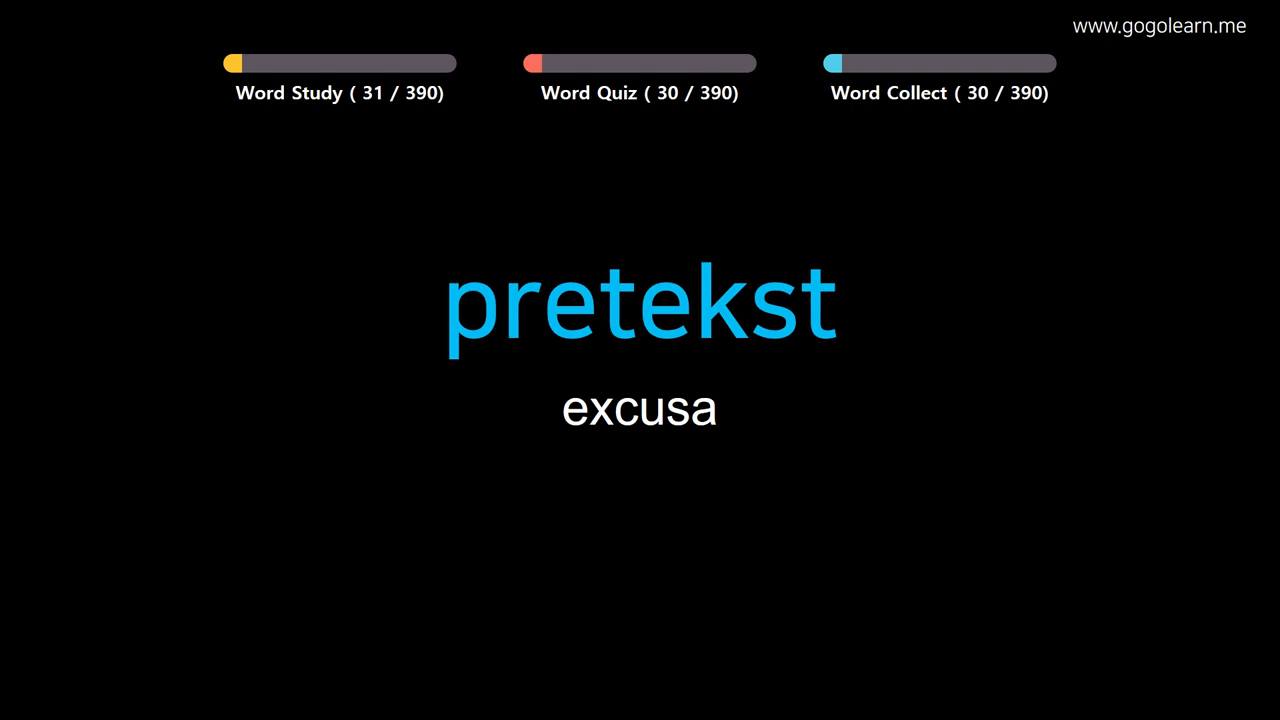 www.gogolearn.me
Word Study ( 31 / 390)
Word Quiz ( 30 / 390)
Word Collect ( 30 / 390)
pretekst
excusa